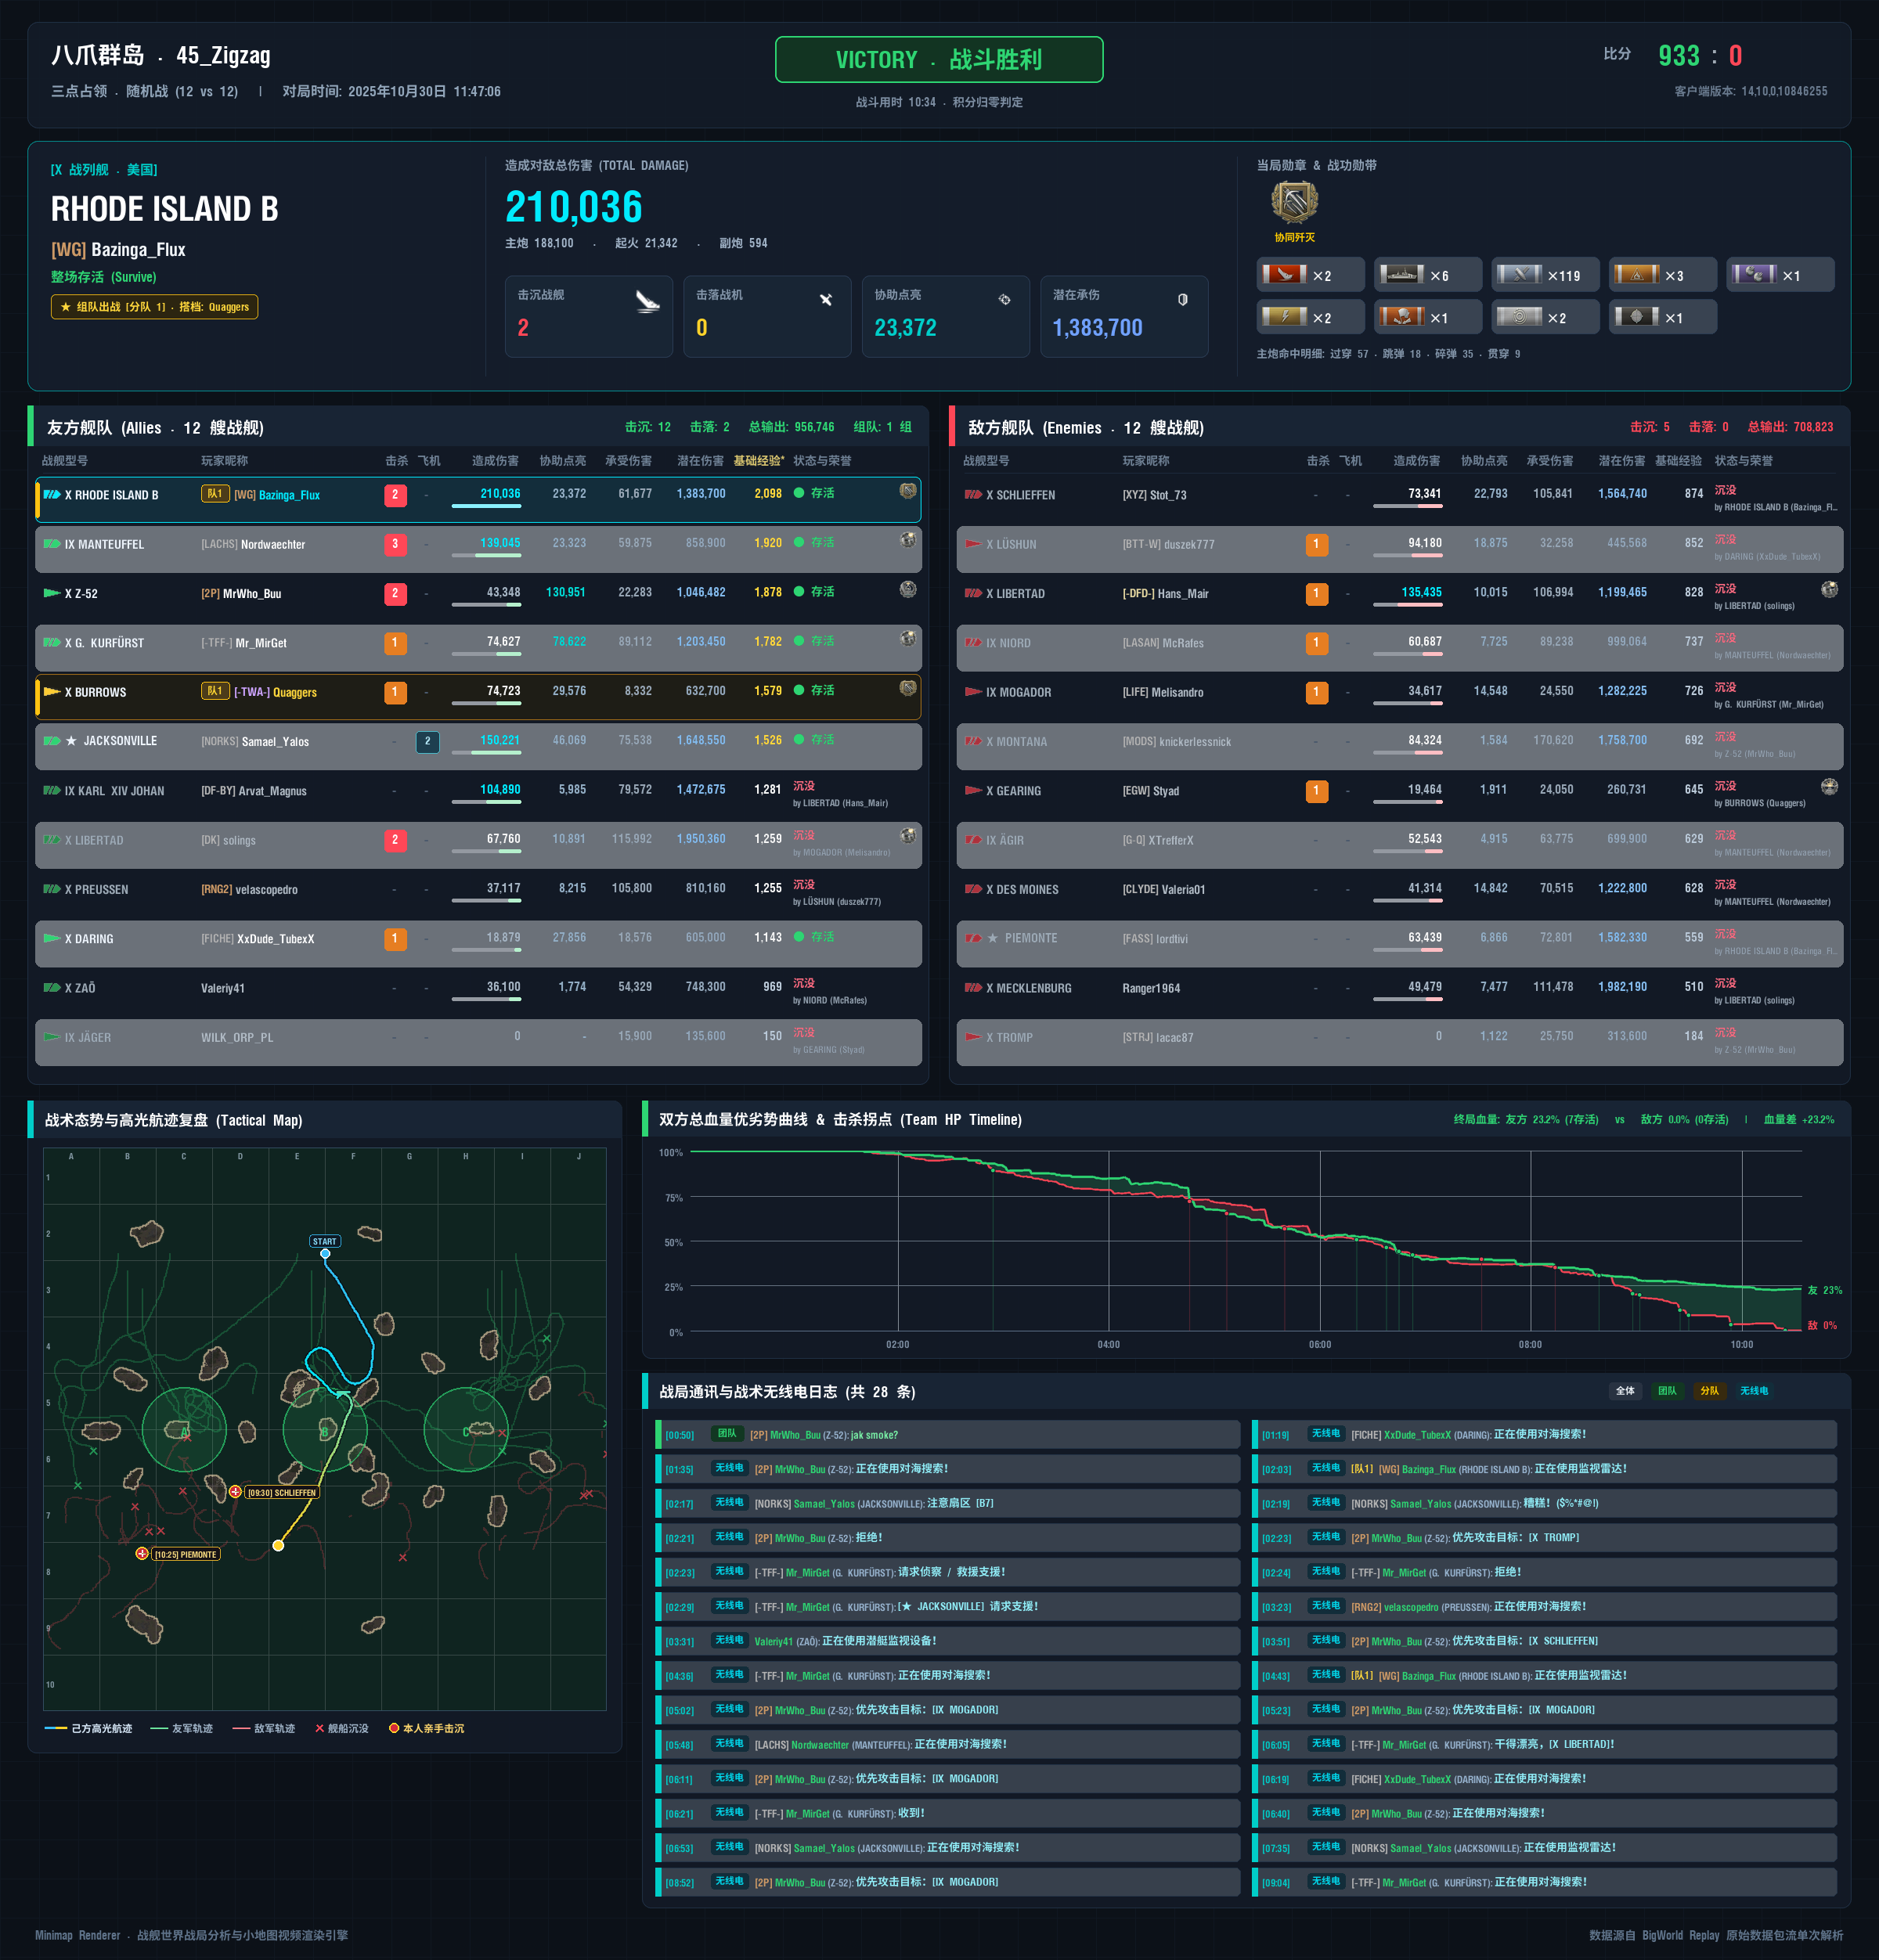 八爪群岛 · 45_Zigzag
三点占领 · 随机战 (12 vs 12) | 对局时间: 2025年10月30日 11:47:06
VICTORY · 战斗胜利
战斗用时 10:34 · 积分归零判定
比分 933 : 0
客户端版本: 14,10,0,10846255
[X 战列舰 · 美国]
RHODE ISLAND B
[WG] Bazinga_Flux
整场存活 (Survive)
★ 组队出战 [分队 1] · 搭档: Quaggers
造成对敌总伤害 (TOTAL DAMAGE)
210,036
主炮 188,100 · 起火 21,342 · 副炮 594
击沉战舰
2
击落战机
0
协助点亮
23,372
潜在承伤
1,383,700
当局勋章 & 战功勋带
协同歼灭
×2 ×6 ×119 ×3 ×1
×2 ×1 ×2 ×1
主炮命中明细: 过穿 57 · 跳弹 18 · 碎弹 35 · 贯穿 9
友方舰队 (Allies · 12 艘战舰) 击沉: 12 击落: 2 总输出: 956,746 组队: 1 组
战舰型号 玩家昵称 击杀 飞机 造成伤害 协助点亮 承受伤害 潜在伤害 基础经验* 状态与荣誉
X RHODE ISLAND B 队1 [WG] Bazinga_Flux 2 - 210,036 23,372 61,677 1,383,700 2,098 存活
IX MANTEUFFEL [LACHS] Nordwaechter 3 - 139,045 23,323 59,875 858,900 1,920 存活
X Z-52 [2P] MrWho_Buu 2 - 43,348 130,951 22,283 1,046,482 1,878 存活
X G. KURFÜRST [-TFF-] Mr_MirGet 1 - 74,627 78,622 89,112 1,203,450 1,782 存活
X BURROWS 队1 [-TWA-] Quaggers 1 - 74,723 29,576 8,332 632,700 1,579 存活
★ JACKSONVILLE [NORKS] Samael_Yalos - 2 150,221 46,069 75,538 1,648,550 1,526 存活
IX KARL XIV JOHAN [DF-BY] Arvat_Magnus - - 104,890 5,985 79,572 1,472,675 1,281 沉没
by LIBERTAD (Hans_Mair)
X LIBERTAD [DK] solings 2 - 67,760 10,891 115,992 1,950,360 1,259 沉没
by MOGADOR (Melisandro)
X PREUSSEN [RNG2] velascopedro - - 37,117 8,215 105,800 810,160 1,255 沉没
by LÜSHUN (duszek777)
X DARING [FICHE] XxDude_TubexX 1 - 18,879 27,856 18,576 605,000 1,143 存活
X ZAŌ Valeriy41 - - 36,100 1,774 54,329 748,300 969 沉没
by NIORD (McRafes)
IX JÄGER WILK_ORP_PL - - 0 - 15,900 135,600 150 沉没
by GEARING (Styad)
敌方舰队 (Enemies · 12 艘战舰) 击沉: 5 击落: 0 总输出: 708,823
战舰型号 玩家昵称 击杀 飞机 造成伤害 协助点亮 承受伤害 潜在伤害 基础经验 状态与荣誉
X SCHLIEFFEN [XYZ] Stot_73 - - 73,341 22,793 105,841 1,564,740 874 沉没
by RHODE ISLAND B (Bazinga_Fl...
X LÜSHUN [BTT-W] duszek777 1 - 94,180 18,875 32,258 445,568 852 沉没
by DARING (XxDude_TubexX)
X LIBERTAD [-DFD-] Hans_Mair 1 - 135,435 10,015 106,994 1,199,465 828 沉没
by LIBERTAD (solings)
IX NIORD [LASAN] McRafes 1 - 60,687 7,725 89,238 999,064 737 沉没
by MANTEUFFEL (Nordwaechter)
IX MOGADOR [LIFE] Melisandro 1 - 34,617 14,548 24,550 1,282,225 726 沉没
by G. KURFÜRST (Mr_MirGet)
X MONTANA [MODS] knickerlessnick - - 84,324 1,584 170,620 1,758,700 692 沉没
by Z-52 (MrWho_Buu)
X GEARING [EGW] Styad 1 - 19,464 1,911 24,050 260,731 645 沉没
by BURROWS (Quaggers)
IX ÄGIR [G-O] XTrefferX - - 52,543 4,915 63,775 699,900 629 沉没
by MANTEUFFEL (Nordwaechter)
X DES MOINES [CLYDE] Valeria01 - - 41,314 14,842 70,515 1,222,800 628 沉没
by MANTEUFFEL (Nordwaechter)
★ PIEMONTE [FASS] lordtivi - - 63,439 6,866 72,801 1,582,330 559 沉没
by RHODE ISLAND B (Bazinga_Fl...
X MECKLENBURG Ranger1964 - - 49,479 7,477 111,478 1,982,190 510 沉没
by LIBERTAD (solings)
X TROMP [STRJ] lacac87 - - 0 1,122 25,750 313,600 184 沉没
by Z-52 (MrWho_Buu)
战术态势与高光航迹复盘 (Tactical Map)
A B C D E F G H I J
1
2
START
3
4
5
A B C
6
[09:30] SCHLIEFFEN
7
[10:25] PIEMONTE
8
9
10
己方高光航迹 友军轨迹 敌军轨迹 舰船沉没 本人亲手击沉
双方总血量优劣势曲线 & 击杀拐点 (Team HP Timeline) 终局血量: 友方 23.2% (7存活) vs 敌方 0.0% (0存活) | 血量差 +23.2%
100%
75%
50%
25%
0%
友 23%
敌 0%
02:00 04:00 06:00 08:00 10:00
战局通讯与战术无线电日志 (共 28 条) 全体 团队 分队 无线电
[00:50] 团队 [2P] MrWho_Buu (Z-52): jak smoke?
[01:19] 无线电 [FICHE] XxDude_TubexX (DARING): 正在使用对海搜索!
[01:35] 无线电 [2P] MrWho_Buu (Z-52): 正在使用对海搜索!
[02:03] 无线电 [队1] [WG] Bazinga_Flux (RHODE ISLAND B): 正在使用监视雷达!
[02:17] 无线电 [NORKS] Samael_Yalos (JACKSONVILLE): 注意扇区 [B7]
[02:19] 无线电 [NORKS] Samael_Yalos (JACKSONVILLE): 糟糕! ($%*#@!)
[02:21] 无线电 [2P] MrWho_Buu (Z-52): 拒绝!
[02:23] 无线电 [2P] MrWho_Buu (Z-52): 优先攻击目标: [X TROMP]
[02:23] 无线电 [-TFF-] Mr_MirGet (G. KURFÜRST): 请求侦察 / 救援支援!
[02:24] 无线电 [-TFF-] Mr_MirGet (G. KURFÜRST): 拒绝!
[02:29] 无线电 [-TFF-] Mr_MirGet (G. KURFÜRST): [★ JACKSONVILLE] 请求支援!
[03:23] 无线电 [RNG2] velascopedro (PREUSSEN): 正在使用对海搜索!
[03:31] 无线电 Valeriy41 (ZAŌ): 正在使用潜艇监视设备!
[03:51] 无线电 [2P] MrWho_Buu (Z-52): 优先攻击目标: [X SCHLIEFFEN]
[04:36] 无线电 [-TFF-] Mr_MirGet (G. KURFÜRST): 正在使用对海搜索!
[04:43] 无线电 [队1] [WG] Bazinga_Flux (RHODE ISLAND B): 正在使用监视雷达!
[05:02] 无线电 [2P] MrWho_Buu (Z-52): 优先攻击目标: [IX MOGADOR]
[05:23] 无线电 [2P] MrWho_Buu (Z-52): 优先攻击目标: [IX MOGADOR]
[05:48] 无线电 [LACHS] Nordwaechter (MANTEUFFEL): 正在使用对海搜索!
[06:05] 无线电 [-TFF-] Mr_MirGet (G. KURFÜRST): 干得漂亮, [X LIBERTAD]!
[06:11] 无线电 [2P] MrWho_Buu (Z-52): 优先攻击目标: [IX MOGADOR]
[06:19] 无线电 [FICHE] XxDude_TubexX (DARING): 正在使用对海搜索!
[06:21] 无线电 [-TFF-] Mr_MirGet (G. KURFÜRST): 收到!
[06:40] 无线电 [2P] MrWho_Buu (Z-52): 正在使用对海搜索!
[06:53] 无线电 [NORKS] Samael_Yalos (JACKSONVILLE): 正在使用对海搜索!
[07:35] 无线电 [NORKS] Samael_Yalos (JACKSONVILLE): 正在使用监视雷达!
[08:52] 无线电 [2P] MrWho_Buu (Z-52): 优先攻击目标: [IX MOGADOR]
[09:04] 无线电 [-TFF-] Mr_MirGet (G. KURFÜRST): 正在使用对海搜索!
Minimap Renderer · 战舰世界战局分析与小地图视频渲染引擎
数据源自 BigWorld Replay 原始数据包流单次解析